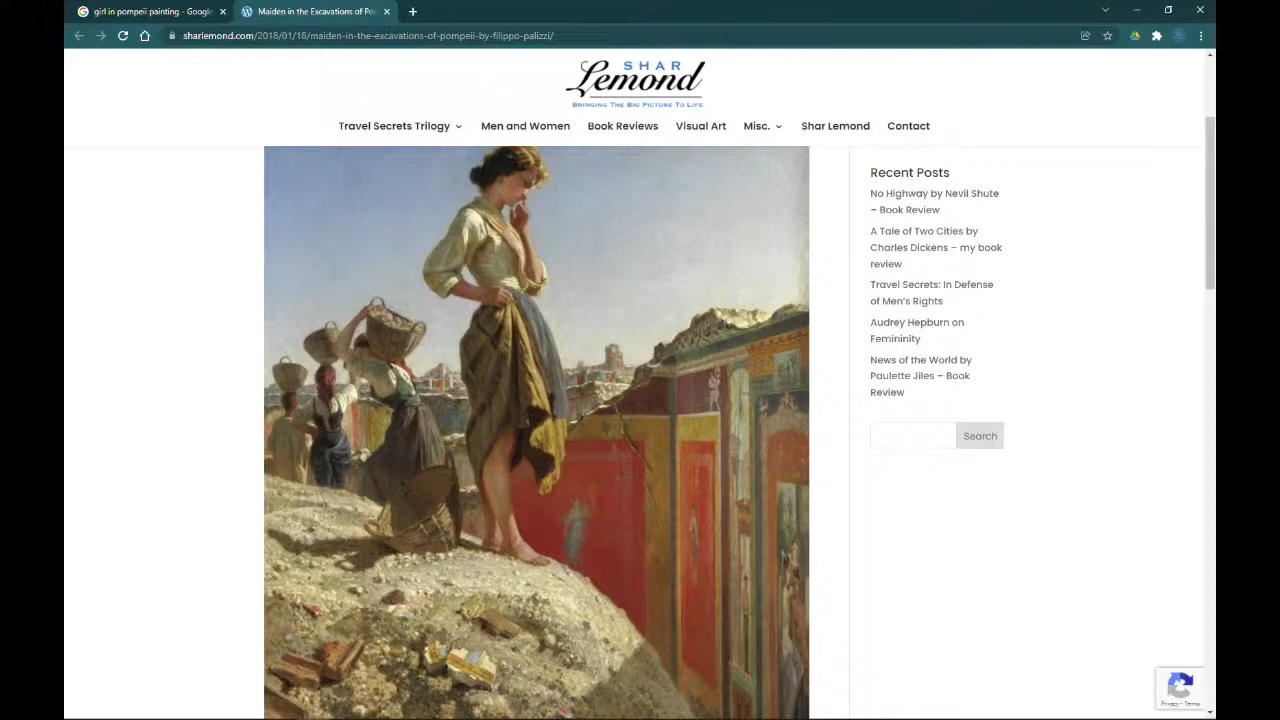 girl in pompeii painting - Google
Maiden in the Excavations of Po
sharlemond.com/2018/01/18/maiden-in-the-excavations-of-pompeii-by-filippo-palizzi/
SHAR
Lemond
BRINGING THE BIG PICTURE TO LIFE
Travel Secrets Trilogy
Men and Women
Book Reviews
Visual Art
Misc.
Shar Lemond
Contact
Recent Posts
No Highway by Nevil Shute
– Book Review
A Tale of Two Cities by
Charles Dickens – my book
review
Travel Secrets: In Defense
of Men's Rights
Audrey Hepburn on
Femininity
News of the World by
Paulette Jiles – Book
Review
Search
Privacy - Terms